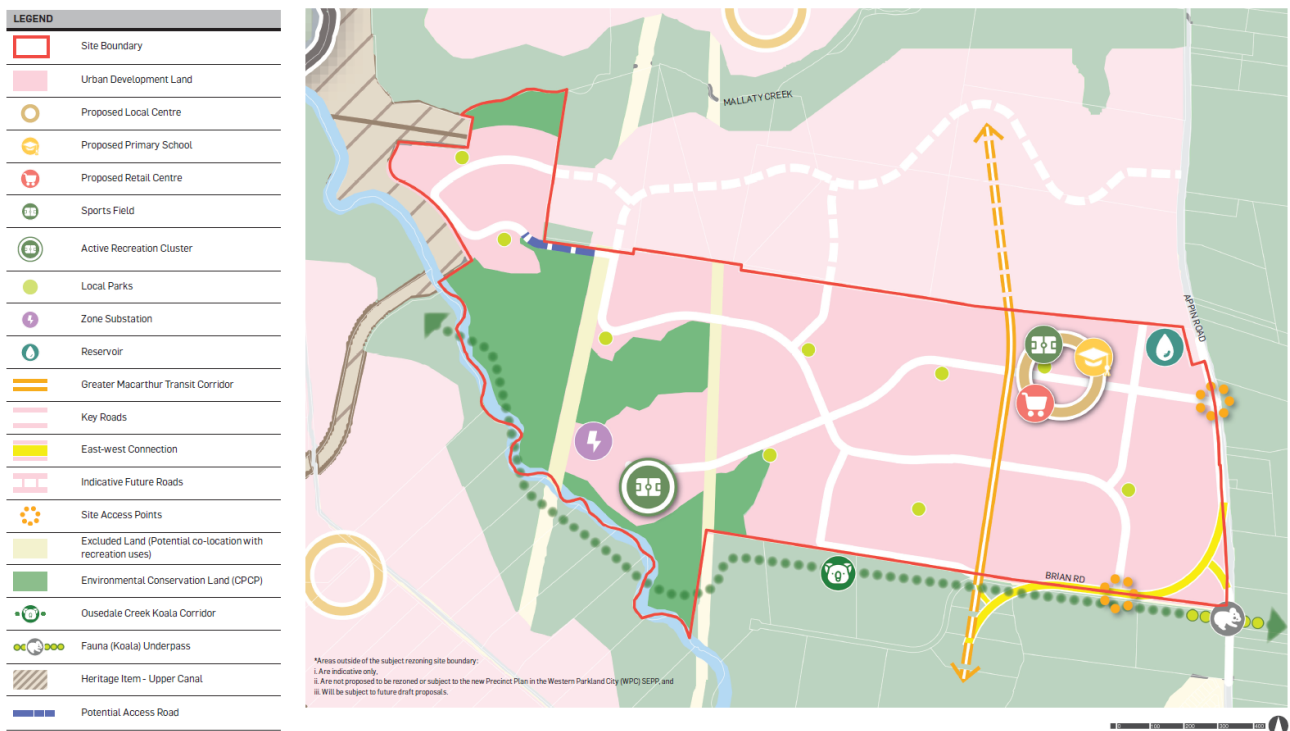 LEGEND
Site Boundary
Urban Development Land
Proposed Local Centre
Proposed Primary School
Proposed Retail Centre
Sports Field
Active Recreation Cluster
Local Parks
Zone Substation
Reservoir
Greater Macarthur Transit Corridor
Key Roads
East-west Connection
Indicative Future Roads
Site Access Points
Excluded Land (Potential co-location with
recreation uses)
Environmental Conservation Land (CPCP)
Ousedale Creek Koala Corridor
Fauna (Koala) Underpass
Heritage Item - Upper Canal
Potential Access Road
MALLATY CREEK
APPIN ROAD
BRIAN RD
*Areas outside of the subject rezoning site boundary:
i. Are indicative only,
ii. Are not proposed to be rezoned or subject to the new Precinct Plan in the Western Parkland City (WPC) SEPP, and
iii. Will be subject to future draft proposals.